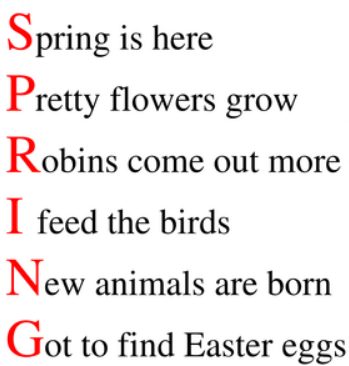 Spring is here
Pretty flowers grow
Robins come out more
I feed the birds
New animals are born
Got to find Easter eggs